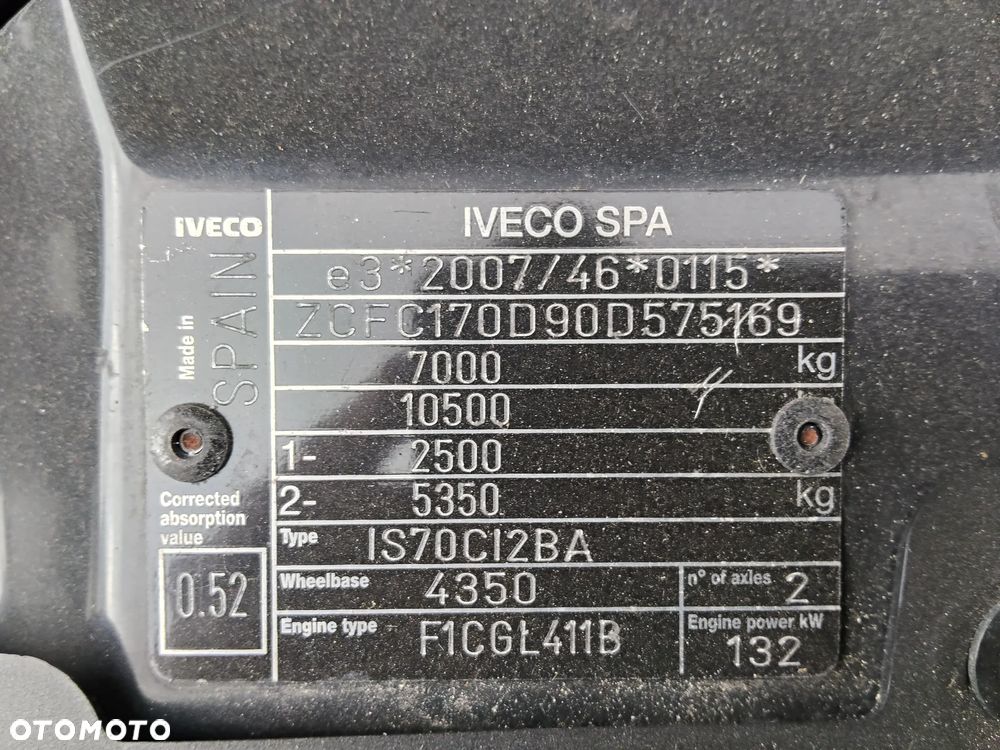 IVECO
IVECO SPA
e3*2007/46*0115*
ZCFC170D90D575169
7000 kg
10500
1- 2500
2- 5350 kg
Made in SPAIN
Corrected
absorption
value
0.52
Type IS70CI2BA
Wheelbase 4350
n° of axles 2
Engine type F1CGL411B
Engine power kW
132
OTOMOTO